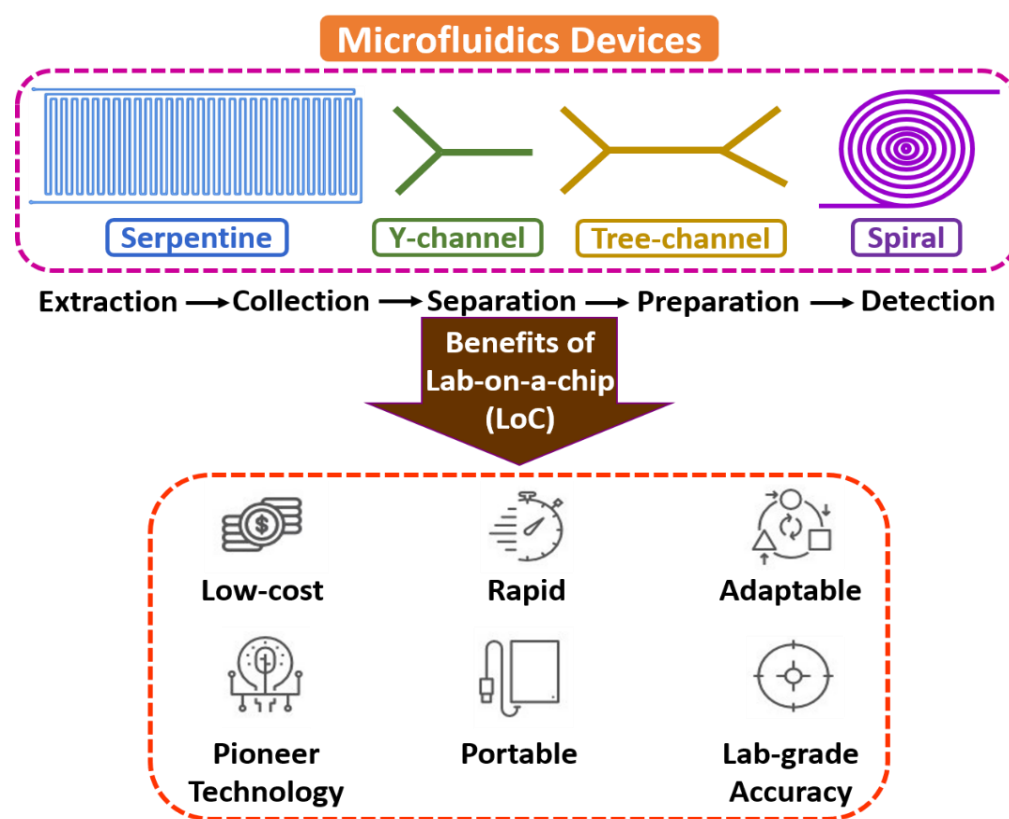 Microfluidics Devices
Serpentine
Y-channel
Tree-channel
Spiral
Extraction → Collection → Separation → Preparation → Detection
Benefits of
Lab-on-a-chip
(LoC)
$
Low-cost
Rapid
Adaptable
Pioneer
Technology
Portable
Lab-grade
Accuracy